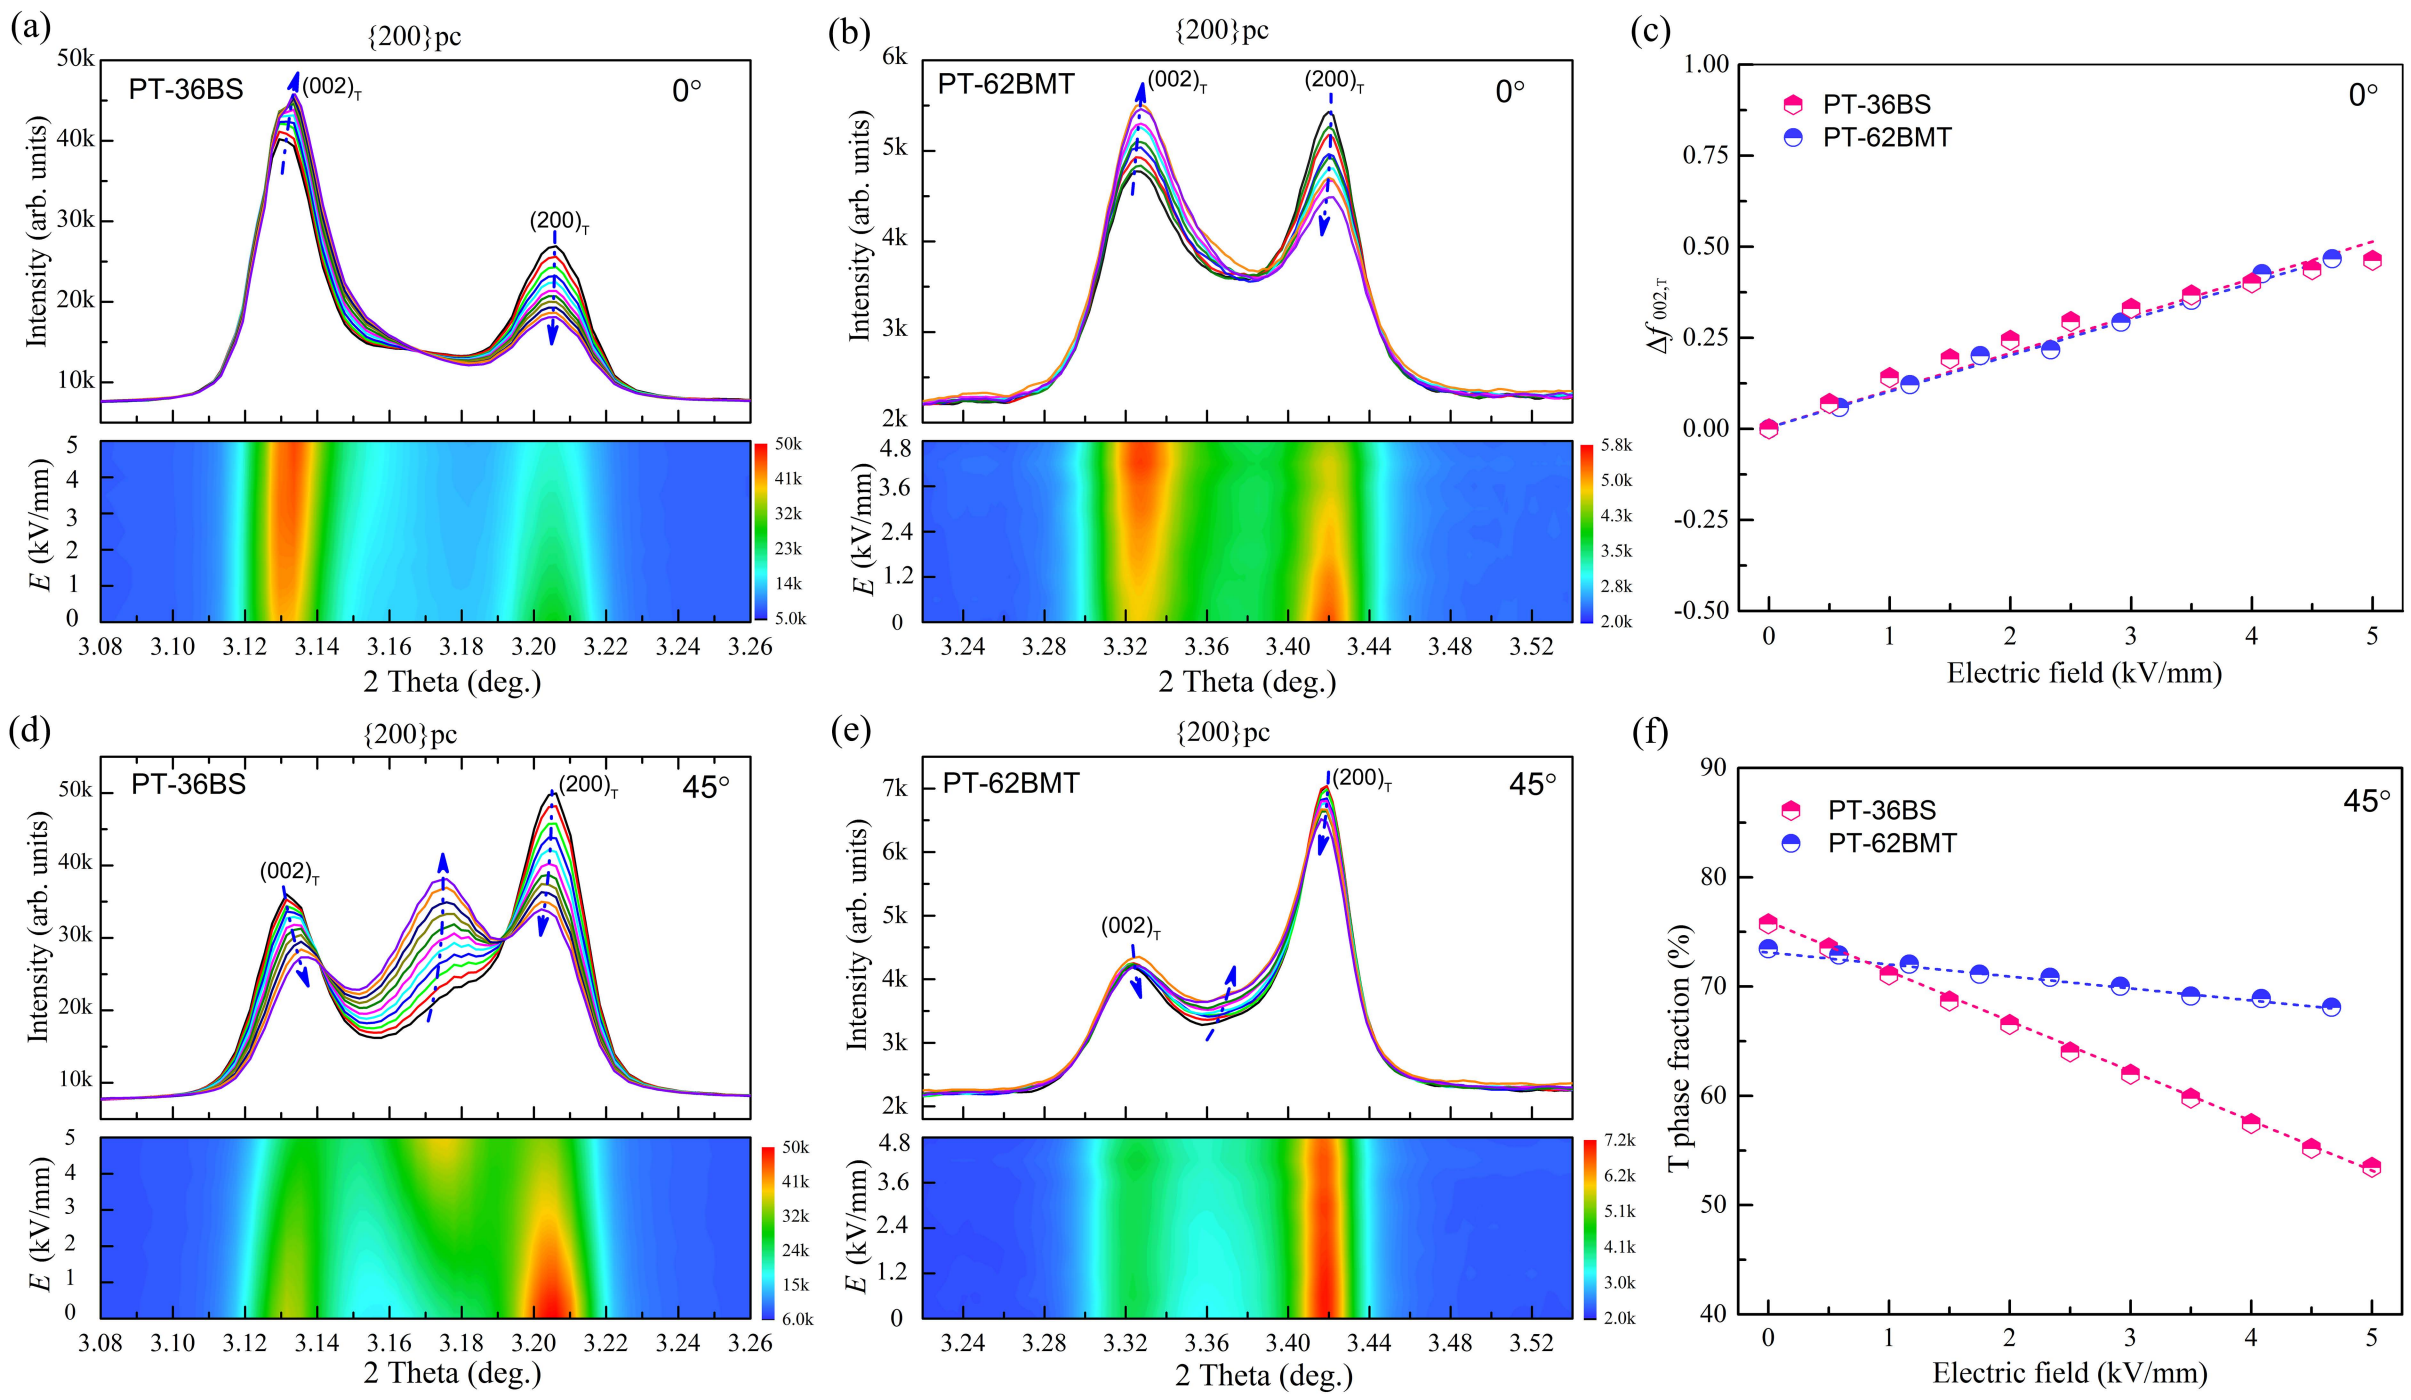 (a)
{200}pc
PT-36BS
(002)T
0°
(200)T
50k
40k
30k
20k
10k
Intensity (arb. units)
5
4
3
2
1
0
E (kV/mm)
50k
41k
32k
23k
14k
5.0k
3.08 3.10 3.12 3.14 3.16 3.18 3.20 3.22 3.24 3.26
2 Theta (deg.)
(b)
{200}pc
PT-62BMT
(002)T
(200)T
0°
6k
5k
4k
3k
2k
Intensity (arb. units)
4.8
3.6
2.4
1.2
0
E (kV/mm)
5.8k
5.0k
4.3k
3.5k
2.8k
2.0k
3.24 3.28 3.32 3.36 3.40 3.44 3.48 3.52
2 Theta (deg.)
(c)
PT-36BS
PT-62BMT
0°
1.00
0.75
0.50
0.25
0.00
-0.25
-0.50
Δf 002,T
0 1 2 3 4 5
Electric field (kV/mm)
(d)
{200}pc
PT-36BS
(200)T
45°
(002)T
50k
40k
30k
20k
10k
Intensity (arb. units)
5
4
3
2
1
0
E (kV/mm)
50k
41k
32k
24k
15k
6.0k
3.08 3.10 3.12 3.14 3.16 3.18 3.20 3.22 3.24 3.26
2 Theta (deg.)
(e)
{200}pc
PT-62BMT
(200)T
45°
(002)T
7k
6k
5k
4k
3k
2k
Intensity (arb. units)
4.8
3.6
2.4
1.2
0
E (kV/mm)
7.2k
6.2k
5.1k
4.1k
3.0k
2.0k
3.24 3.28 3.32 3.36 3.40 3.44 3.48 3.52
2 Theta (deg.)
(f)
PT-36BS
PT-62BMT
45°
90
80
70
60
50
40
T phase fraction (%)
0 1 2 3 4 5
Electric field (kV/mm)